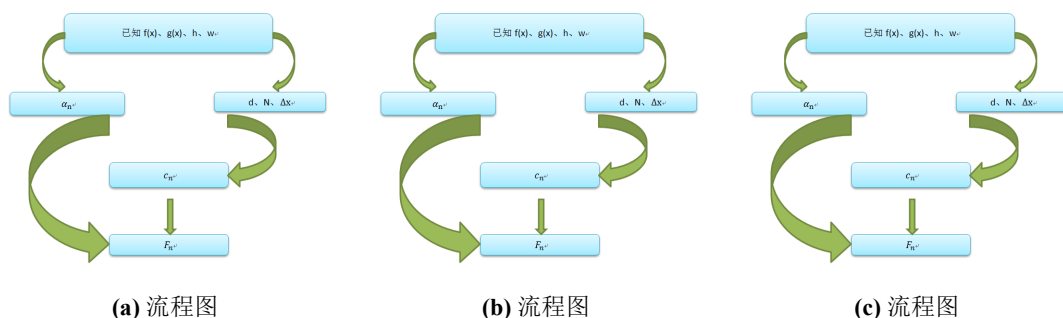 已知 f(x)、g(x)、h、w
αₙ
d、N、Δx
cₙ
Fₙ
(a) 流程图
已知 f(x)、g(x)、h、w
αₙ
d、N、Δx
cₙ
Fₙ
(b) 流程图
已知 f(x)、g(x)、h、w
αₙ
d、N、Δx
cₙ
Fₙ
(c) 流程图